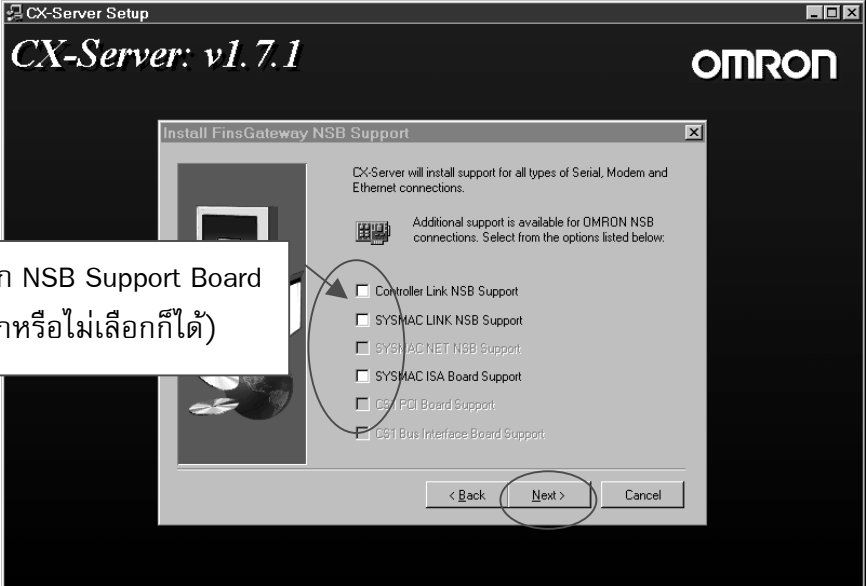 CX-Server Setup
CX-Server: v1.7.1
OMRON
Install FinsGateway NSB Support
CX-Server will install support for all types of Serial, Modem and
Ethernet connections.
Additional support is available for OMRON NSB
connections. Select from the options listed below:
NSB Support Board
หรือไม่เลือกก็ได้)
Controller Link NSB Support
SYSMAC LINK NSB Support
SYSMAC NET NSB Support
SYSMAC ISA Board Support
CS1 PCI Board Support
CS1 Bus Interface Board Support
< Back
Next >
Cancel